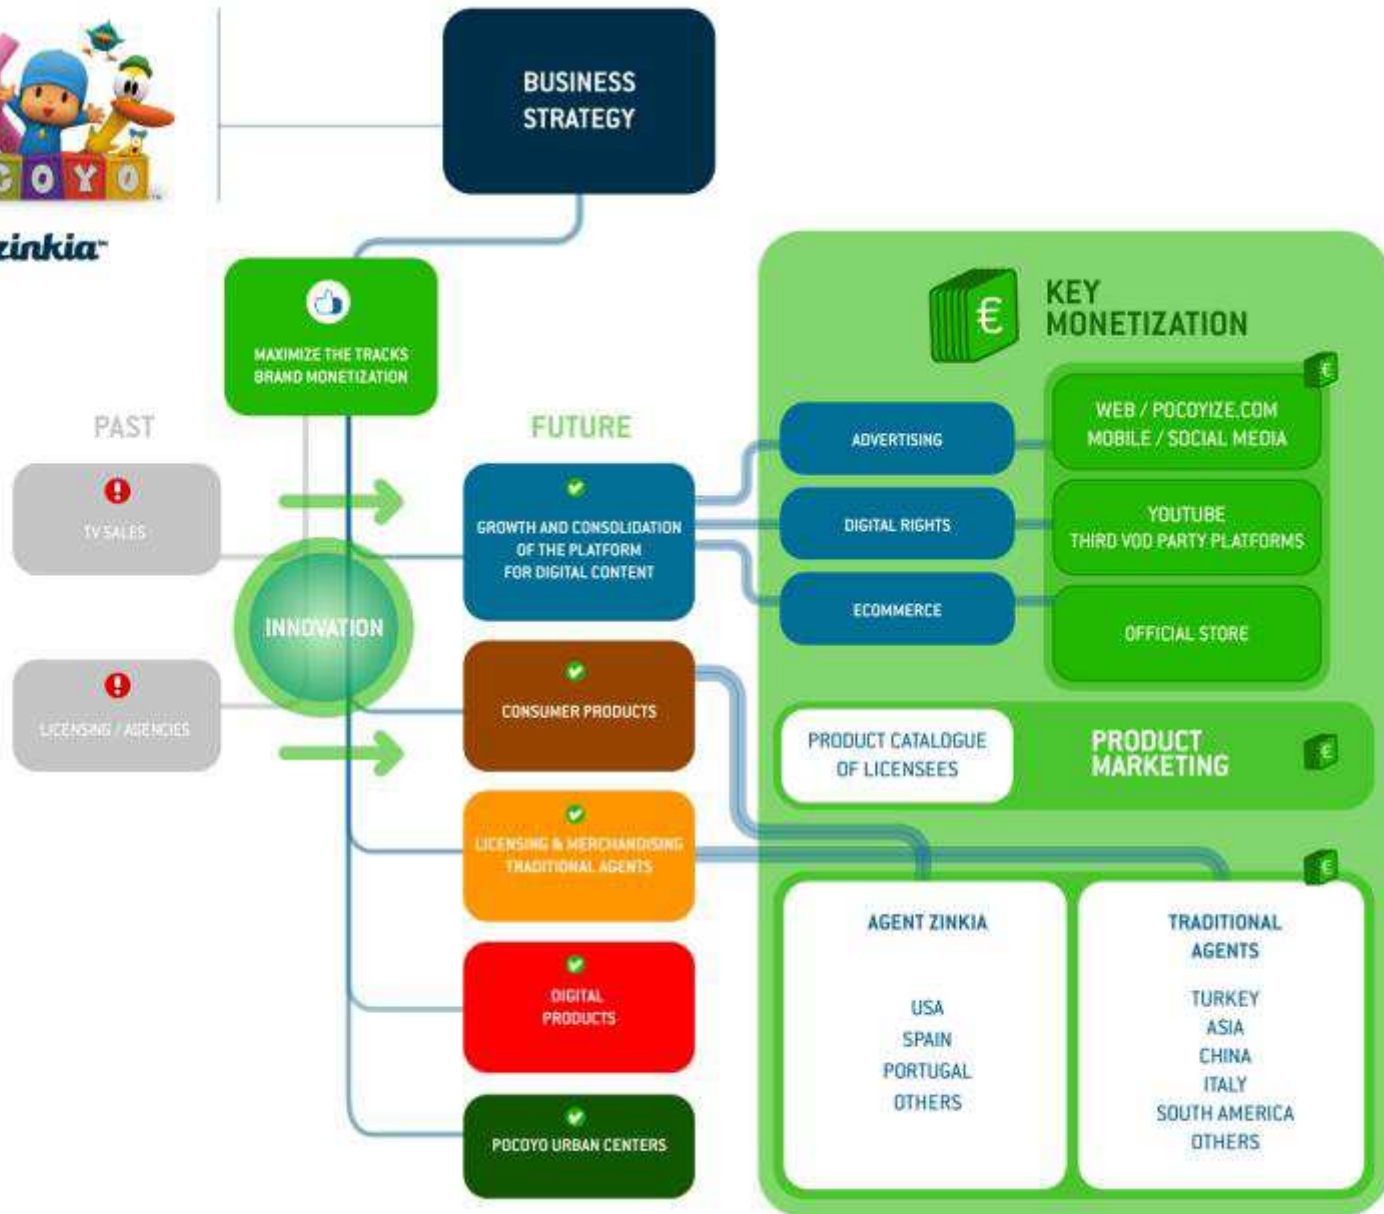 COYO
zinkia™
BUSINESS
STRATEGY
MAXIMIZE THE TRACKS
BRAND MONETIZATION
PAST
TV SALES
LICENSING / AGENCIES
INNOVATION
FUTURE
GROWTH AND CONSOLIDATION
OF THE PLATFORM
FOR DIGITAL CONTENT
CONSUMER PRODUCTS
LICENSING & MERCHANDISING
TRADITIONAL AGENTS
DIGITAL
PRODUCTS
POCOYO URBAN CENTERS
€
KEY
MONETIZATION
ADVERTISING
DIGITAL RIGHTS
ECOMMERCE
€
WEB / POCOYIZE.COM
MOBILE / SOCIAL MEDIA
YOUTUBE
THIRD VOD PARTY PLATFORMS
OFFICIAL STORE
PRODUCT CATALOGUE
OF LICENSEES
PRODUCT
MARKETING
€
€
AGENT ZINKIA
USA
SPAIN
PORTUGAL
OTHERS
TRADITIONAL
AGENTS
TURKEY
ASIA
CHINA
ITALY
SOUTH AMERICA
OTHERS